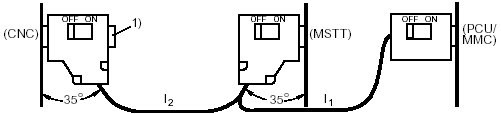 OFF ON
1)
OFF ON
OFF ON
(CNC)
(MSTT)
(PCU/
MMC)
35°
l2
35°
l1